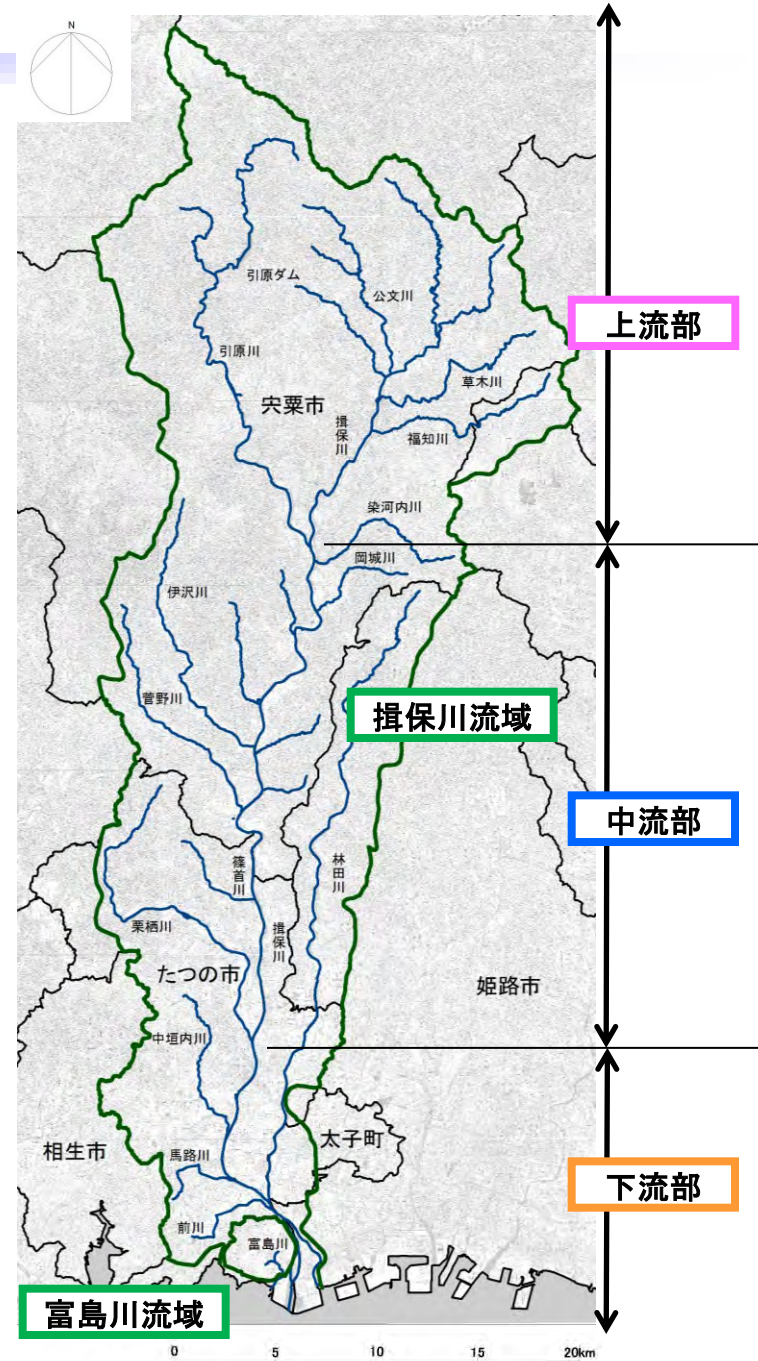 N
引原ダム
公文川
上流部
引原川
草木川
宍粟市
揖保川
福知川
染河内川
岡城川
伊沢川
菅野川
揖保川流域
中流部
篠首川
林田川
栗栖川
揖保川
たつの市
姫路市
中垣内川
太子町
相生市
馬路川
下流部
前川
富島川
富島川流域
0 5 10 15 20km